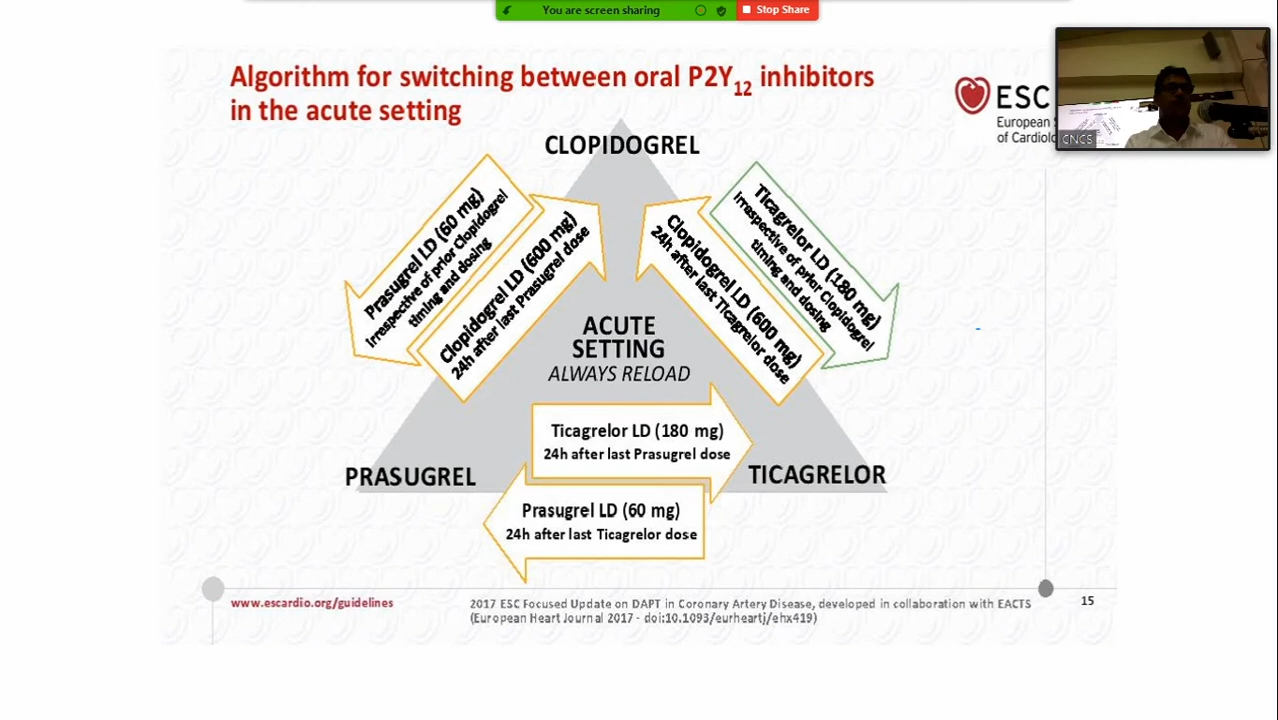 You are screen sharing
Stop Share
Algorithm for switching between oral P2Y12 inhibitors
in the acute setting
ESC
European S
of Cardiolo
CNCS
CLOPIDOGREL
Prasugrel LD (60 mg)
irrespective of prior Clopidogrel
timing and dosing
Clopidogrel LD (600 mg)
24h after last Prasugrel dose
Clopidogrel LD (600 mg)
24h after last Ticagrelor dose
Ticagrelor LD (180 mg)
irrespective of prior Clopidogrel
timing and dosing
ACUTE
SETTING
ALWAYS RELOAD
Ticagrelor LD (180 mg)
24h after last Prasugrel dose
PRASUGREL
TICAGRELOR
Prasugrel LD (60 mg)
24h after last Ticagrelor dose
www.escardio.org/guidelines
2017 ESC Focused Update on DAPT in Coronary Artery Disease, developed in collaboration with EACTS
(European Heart Journal 2017 - doi:10.1093/eurheartj/ehx419)
15